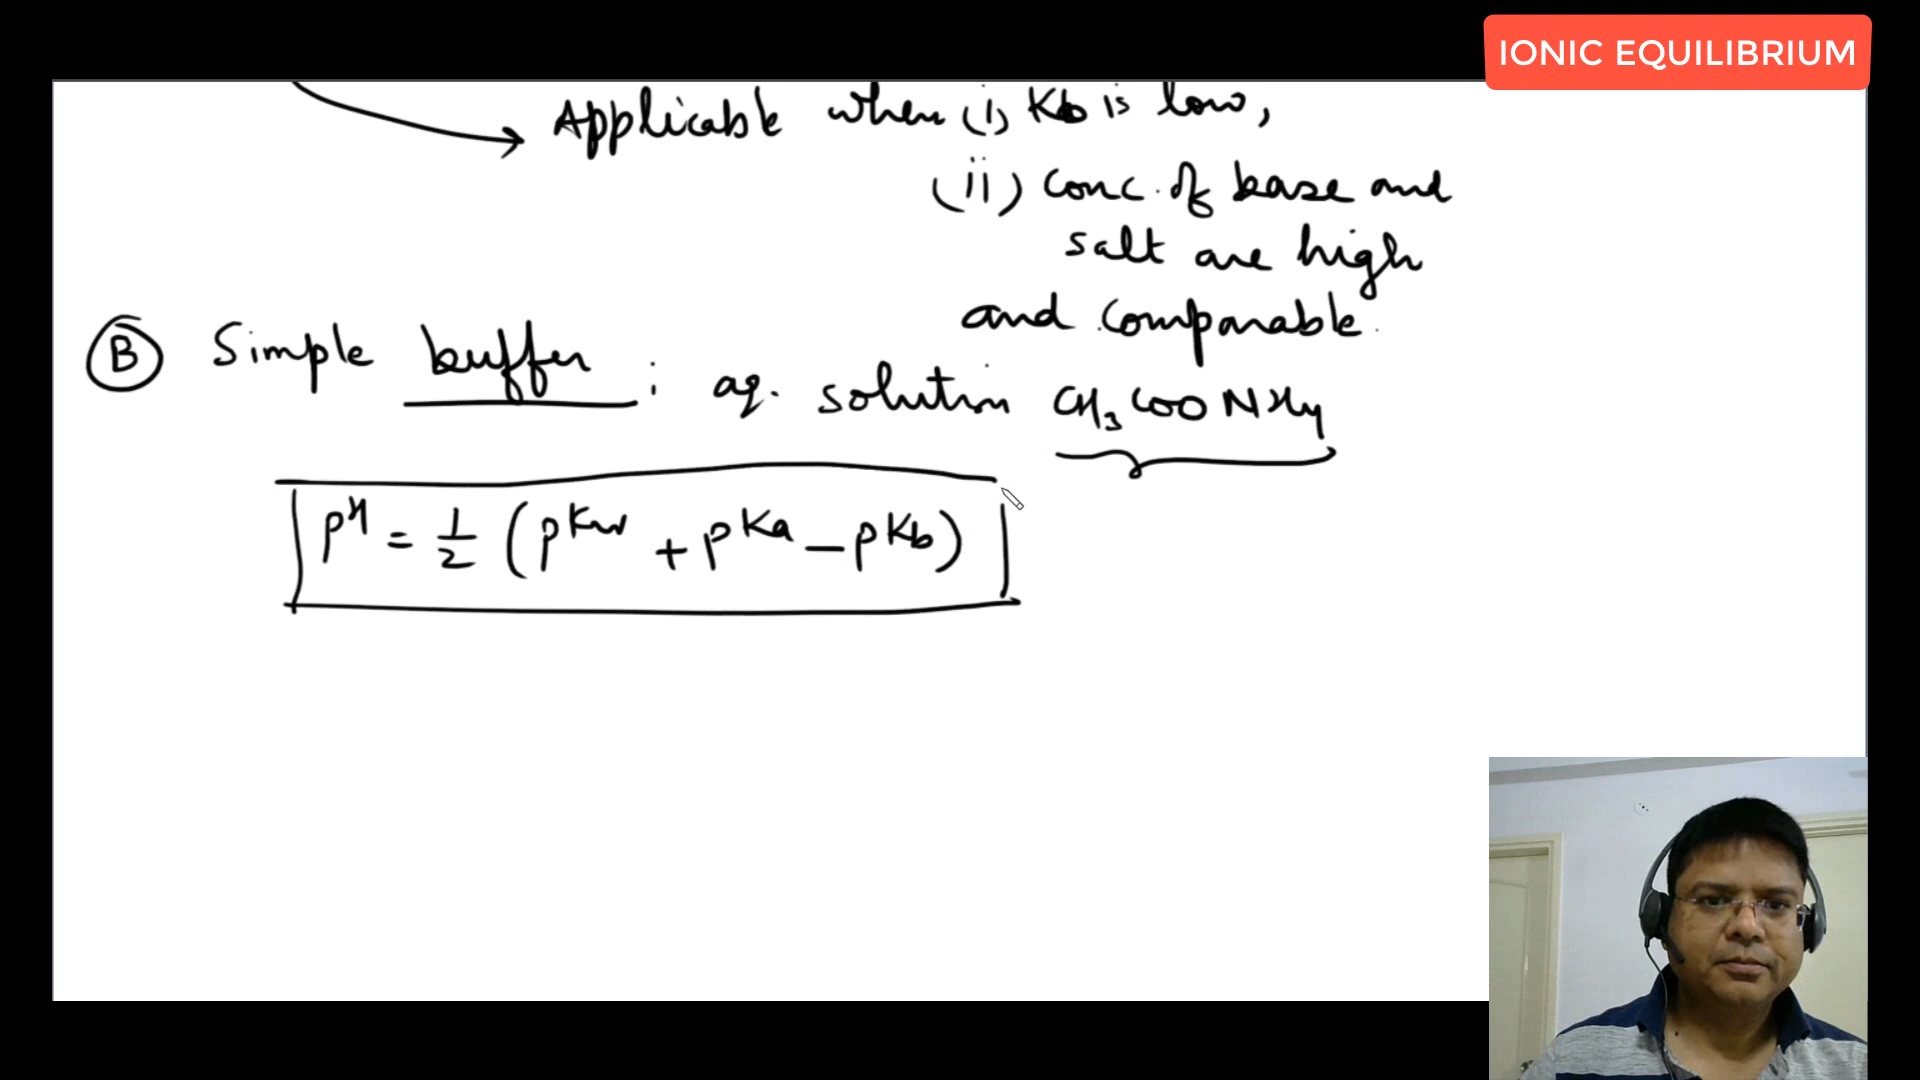 IONIC EQUILIBRIUM
Applicable when (i) Kb is low,
(ii) conc. of base and
salt are high
and comparable.
(B) Simple buffer : aq. solution CH₃COONH₄
pH = 1/2 (pKw + pKa – pKb)